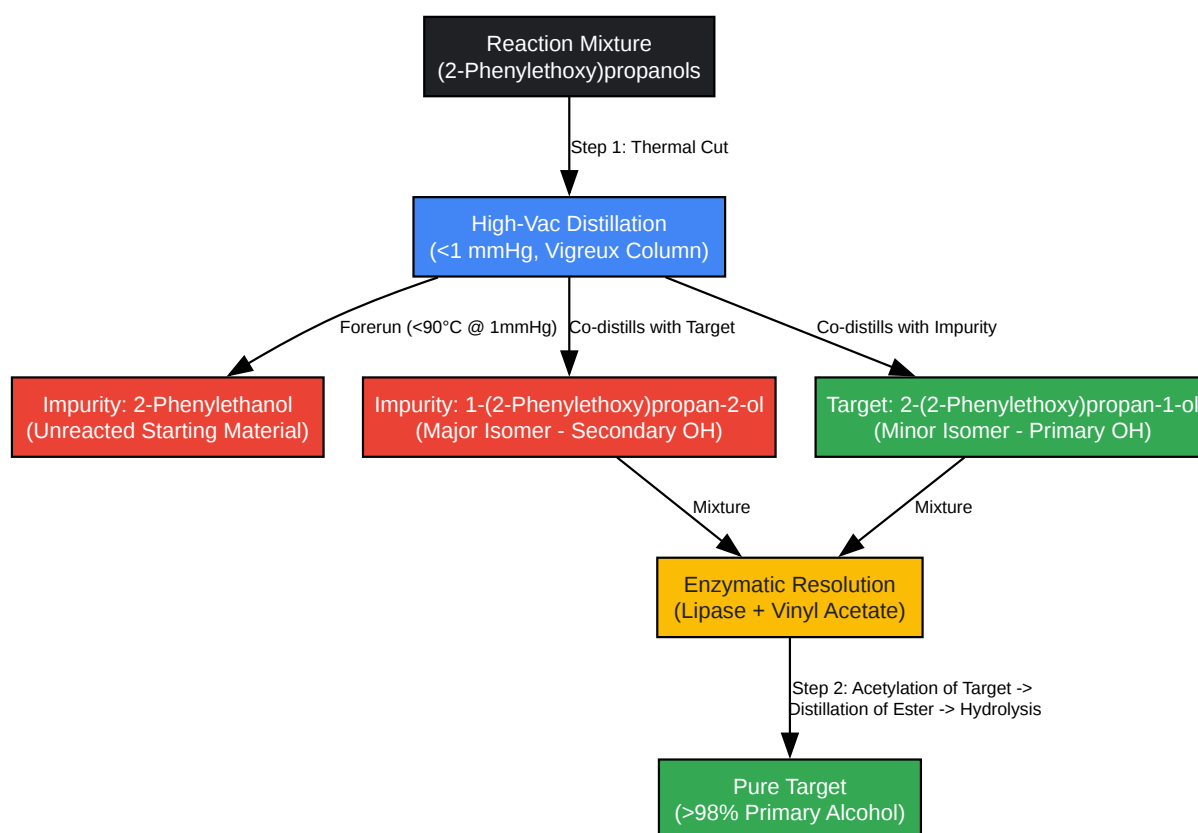 Reaction Mixture
(2-Phenylethoxy)propanols
Step 1: Thermal Cut
High-Vac Distillation
(<1 mmHg, Vigreux Column)
Forerun (<90°C @ 1mmHg)
Co-distills with Target
Co-distills with Impurity
Impurity: 2-Phenylethanol
(Unreacted Starting Material)
Impurity: 1-(2-Phenylethoxy)propan-2-ol
(Major Isomer - Secondary OH)
Target: 2-(2-Phenylethoxy)propan-1-ol
(Minor Isomer - Primary OH)
Mixture
Mixture
Enzymatic Resolution
(Lipase + Vinyl Acetate)
Step 2: Acetylation of Target ->
Distillation of Ester -> Hydrolysis
Pure Target
(>98% Primary Alcohol)